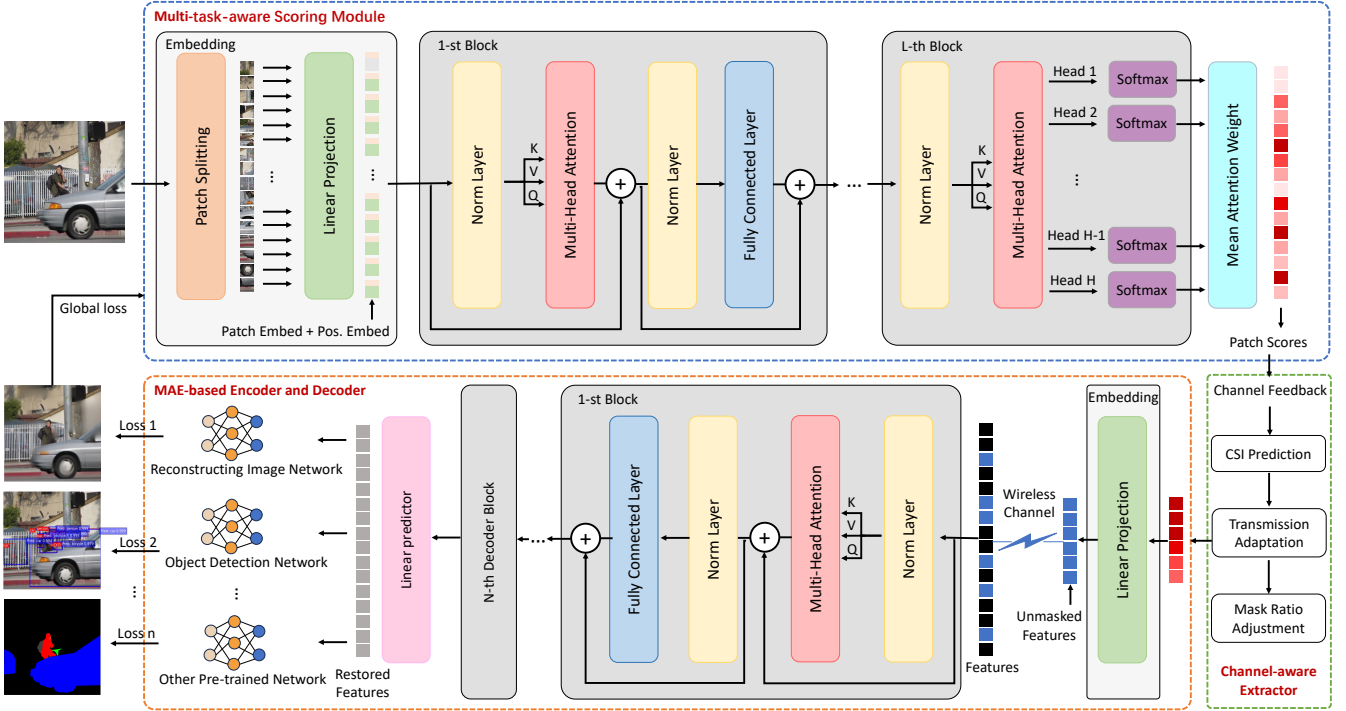 Multi-task-aware Scoring Module
Embedding
Patch Splitting
...
Linear Projection
Patch Embed + Pos. Embed
1-st Block
Norm Layer
K
V
Q
Multi-Head Attention
+
Norm Layer
Fully Connected Layer
+
...
L-th Block
Norm Layer
K
V
Q
Multi-Head Attention
Head 1
Head 2
...
Head H-1
Head H
Softmax
Softmax
Softmax
Softmax
Mean Attention Weight
Patch Scores
Global loss
Channel Feedback
CSI Prediction
Transmission
Adaptation
Mask Ratio
Adjustment
Channel-aware
Extractor
MAE-based Encoder and Decoder
Embedding
Linear Projection
Unmasked
Features
Wireless
Channel
Features
1-st Block
Norm Layer
K
V
Q
Multi-Head Attention
+
Norm Layer
Fully Connected Layer
+
...
N-th Decoder Block
Linear predictor
Restored
Features
Reconstructing Image Network
Object Detection Network
...
Other Pre-trained Network
Loss 1
Loss 2
...
Loss n